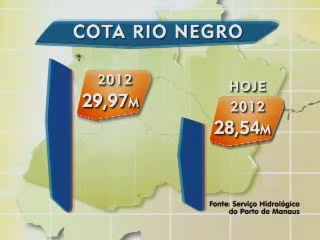 COTA RIO NEGRO
2012
29,97M
HOJE
2012
28,54M
Fonte: Serviço Hidrológico
do Porto de Manaus